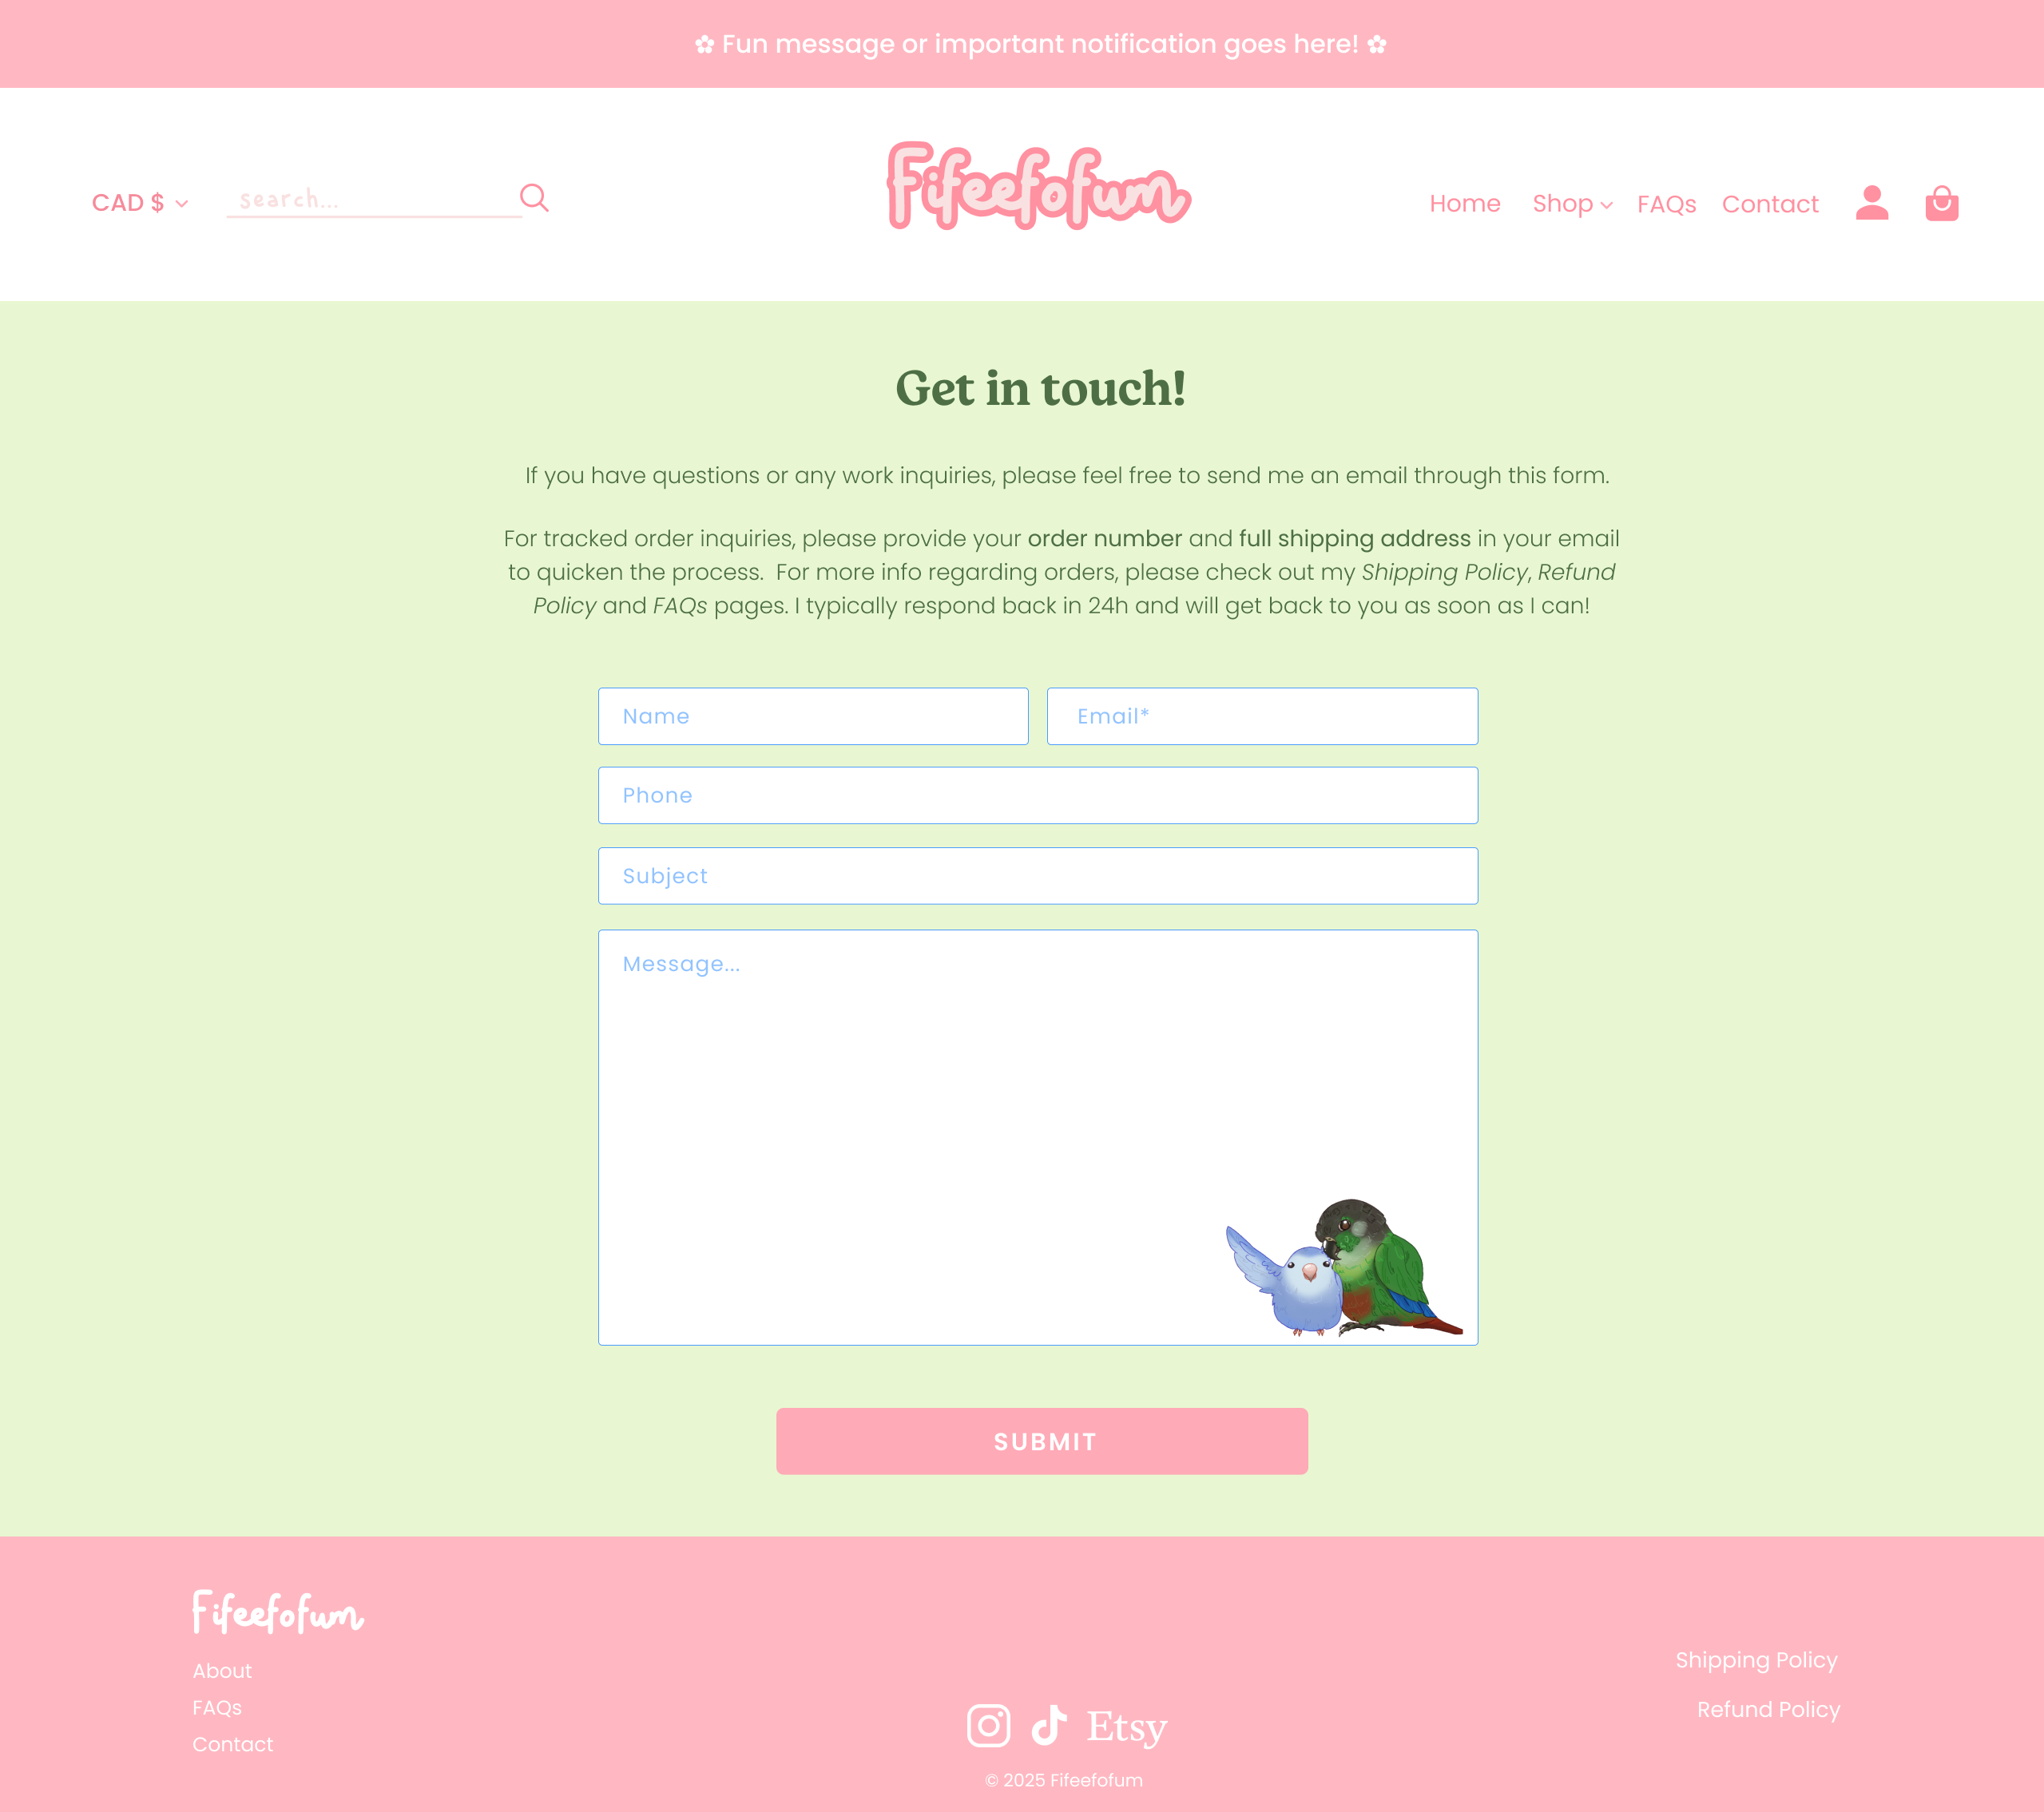 ✿ Fun message or important notification goes here! ✿
CAD $
search...
Fifeefofum
Home Shop FAQs Contact
Get in touch!
If you have questions or any work inquiries, please feel free to send me an email through this form.
For tracked order inquiries, please provide your order number and full shipping address in your email
to quicken the process.  For more info regarding orders, please check out my Shipping Policy, Refund
Policy and FAQs pages. I typically respond back in 24h and will get back to you as soon as I can!
Name
Email*
Phone
Subject
Message...
SUBMIT
Fifeefofum
About
FAQs
Contact
Etsy
© 2025 Fifeefofum
Shipping Policy
Refund Policy